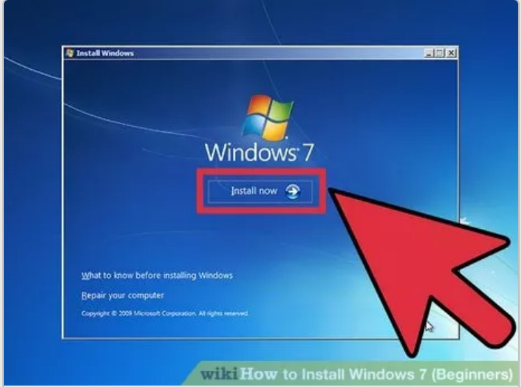 Install Windows
Windows 7
Install now
What to know before installing Windows
Repair your computer
Copyright © 2009 Microsoft Corporation. All rights reserved.
wikiHow to Install Windows 7 (Beginners)